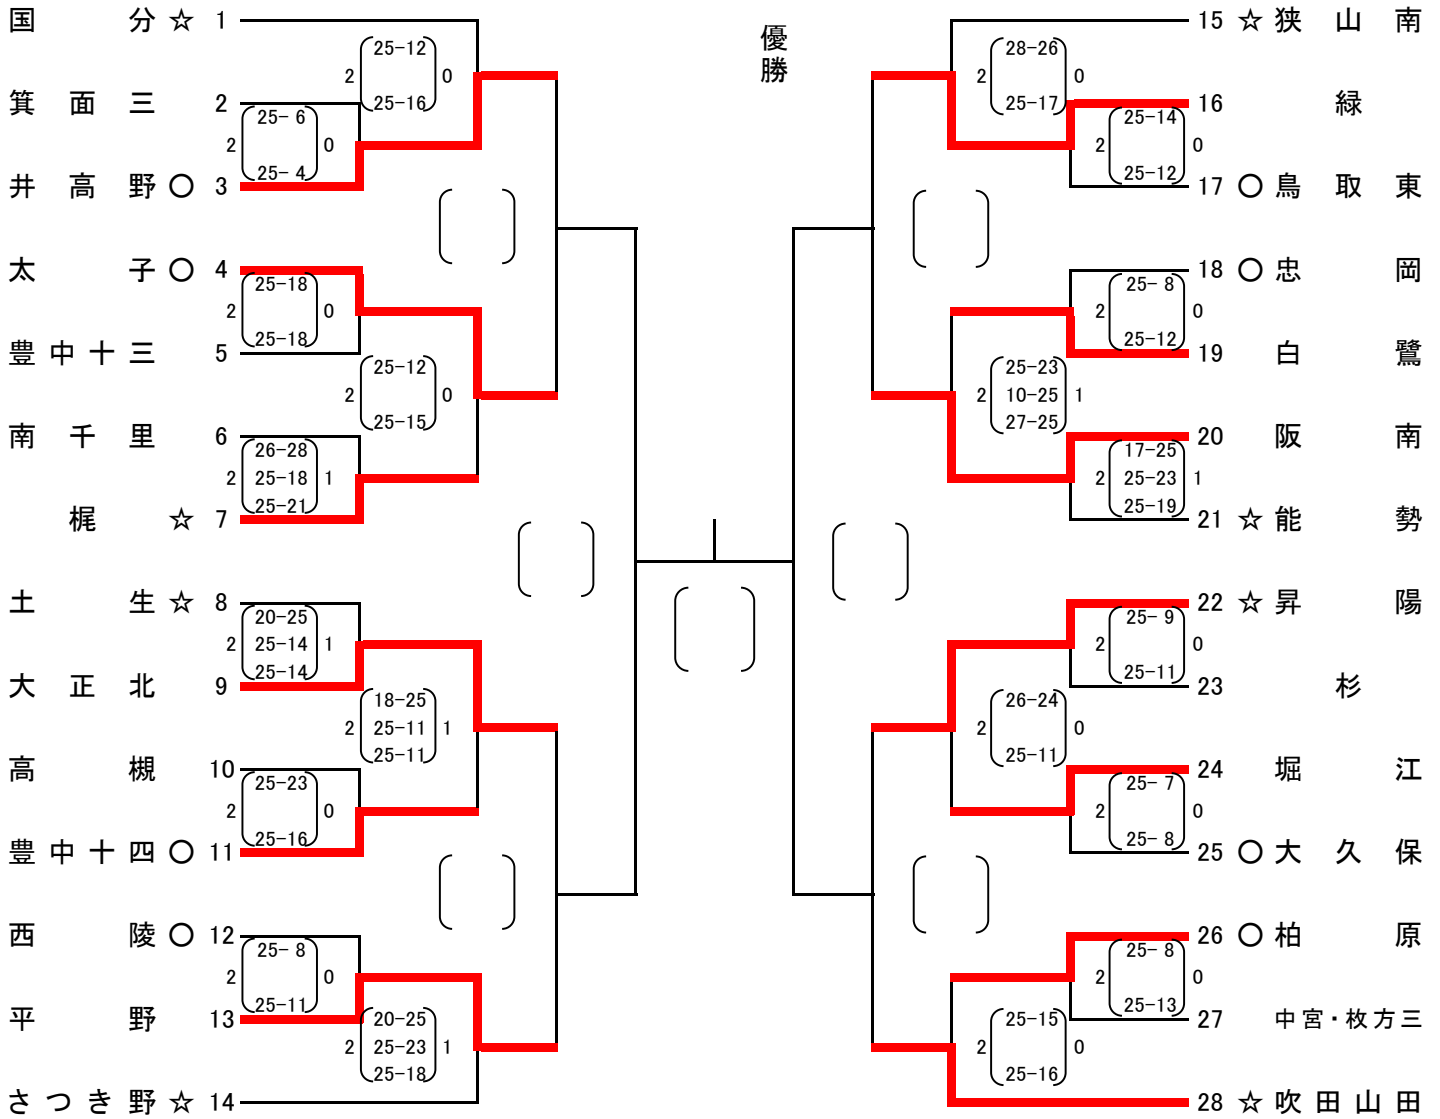 国分☆ 1
25-12
2 0
25-16
箕面三 2
25- 6
2 0
25- 4
井高野○ 3
太子○ 4
25-18
2 0
25-18
豊中十三 5
25-12
2 0
25-15
南千里 6
26-28
2 25-18 1
25-21
梶☆ 7
土生☆ 8
20-25
2 25-14 1
25-14
大正北 9
18-25
2 25-11 1
25-11
高槻 10
25-23
2 0
25-16
豊中十四○ 11
西陵○ 12
25- 8
2 0
25-11
平野 13
20-25
2 25-23 1
25-18
さつき野☆ 14
優勝
15 ☆狭山南
28-26
2 0
25-17
16 緑
25-14
2 0
25-12
17 ○鳥取東
18 ○忠岡
25- 8
2 0
25-12
19 白鷺
25-23
2 10-25 1
27-25
20 阪南
17-25
2 25-23 1
25-19
21 ☆能勢
22 ☆昇陽
25- 9
2 0
25-11
23 杉
26-24
2 0
25-11
24 堀江
25- 7
2 0
25- 8
25 ○大久保
26 ○柏原
25- 8
2 0
25-13
27 中宮・枚方三
25-15
2 0
25-16
28 ☆吹田山田